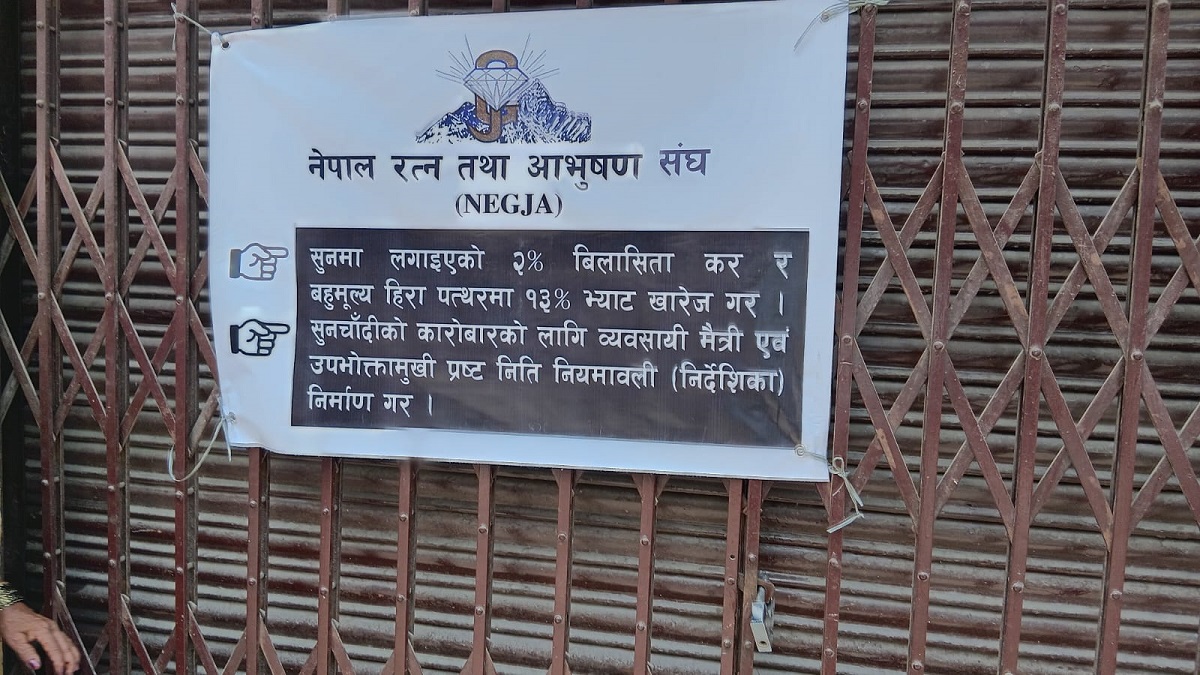 नेपाल रत्न तथा आभुषण संघ
(NEGJA)
सुनमा लगाइएको २% बिलासिता कर र
बहुमूल्य हिरा पत्थरमा १३% भ्याट खारेज गर ।
सुनचाँदीको कारोबारको लागि व्यवसायी मैत्री एवं
उपभोक्तामुखी प्रष्ट निति नियमावली (निर्देशिका)
निर्माण गर ।